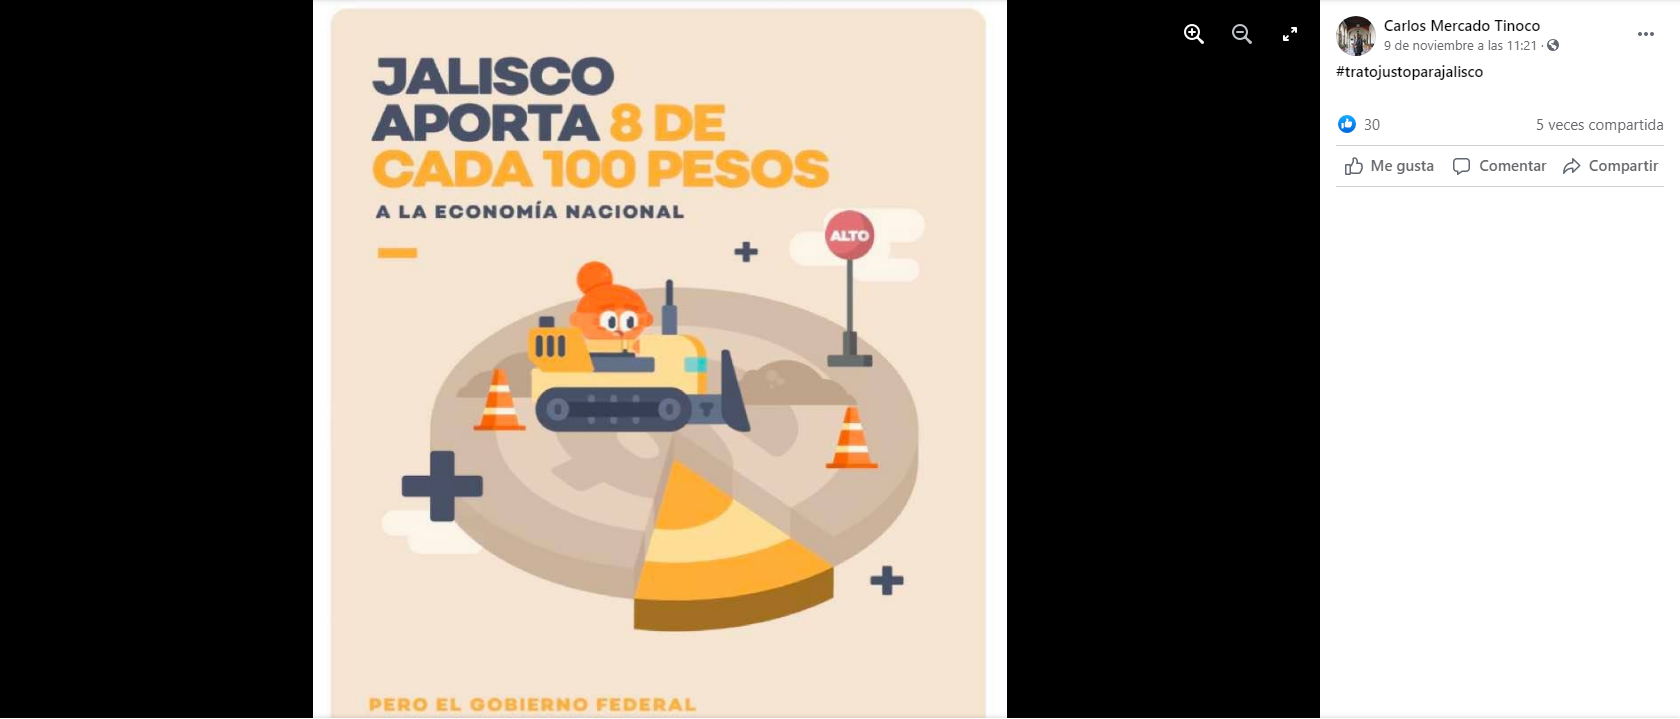 JALISCO
APORTA 8 DE
CADA 100 PESOS
A LA ECONOMÍA NACIONAL
ALTO
PERO EL GOBIERNO FEDERAL
Carlos Mercado Tinoco
9 de noviembre a las 11:21 ·
#tratojustoparajalisco
30
5 veces compartida
Me gusta
Comentar
Compartir